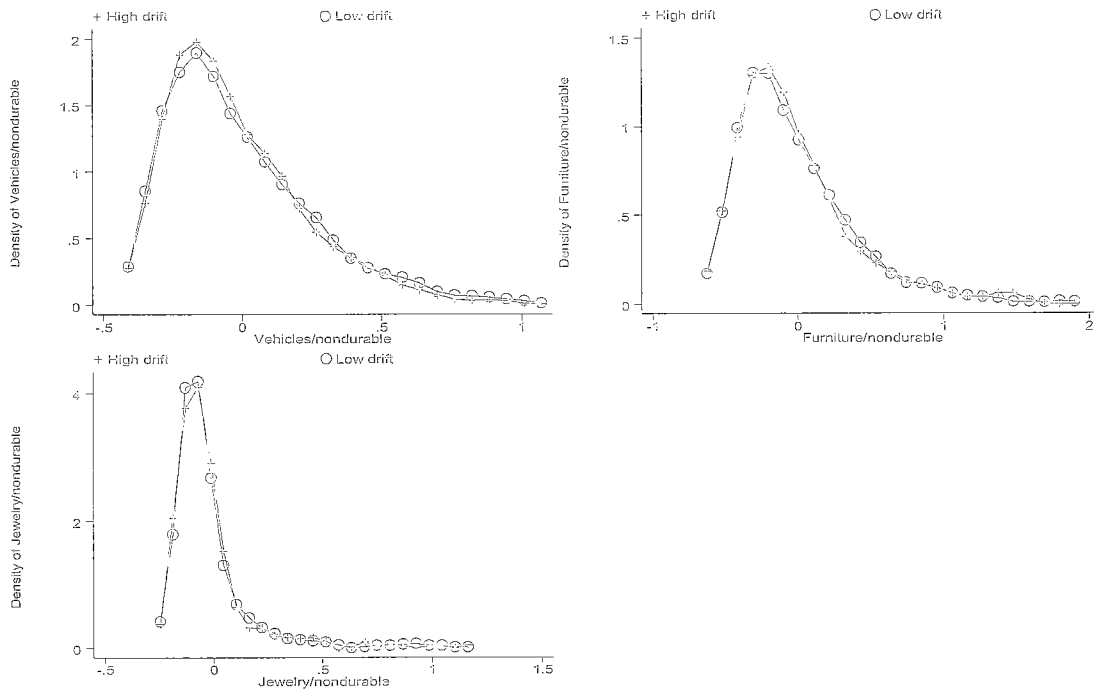 + High drift
○ Low drift
2
1.5
1
.5
0
Density of Vehicles/nondurable
-.5
0
.5
1
Vehicles/nondurable
+ High drift
○ Low drift
1.5
1
.5
0
Density of Furniture/nondurable
-1
0
1
2
Furniture/nondurable
+ High drift
○ Low drift
4
2
0
Density of Jewelry/nondurable
-.5
0
.5
1
1.5
Jewelry/nondurable